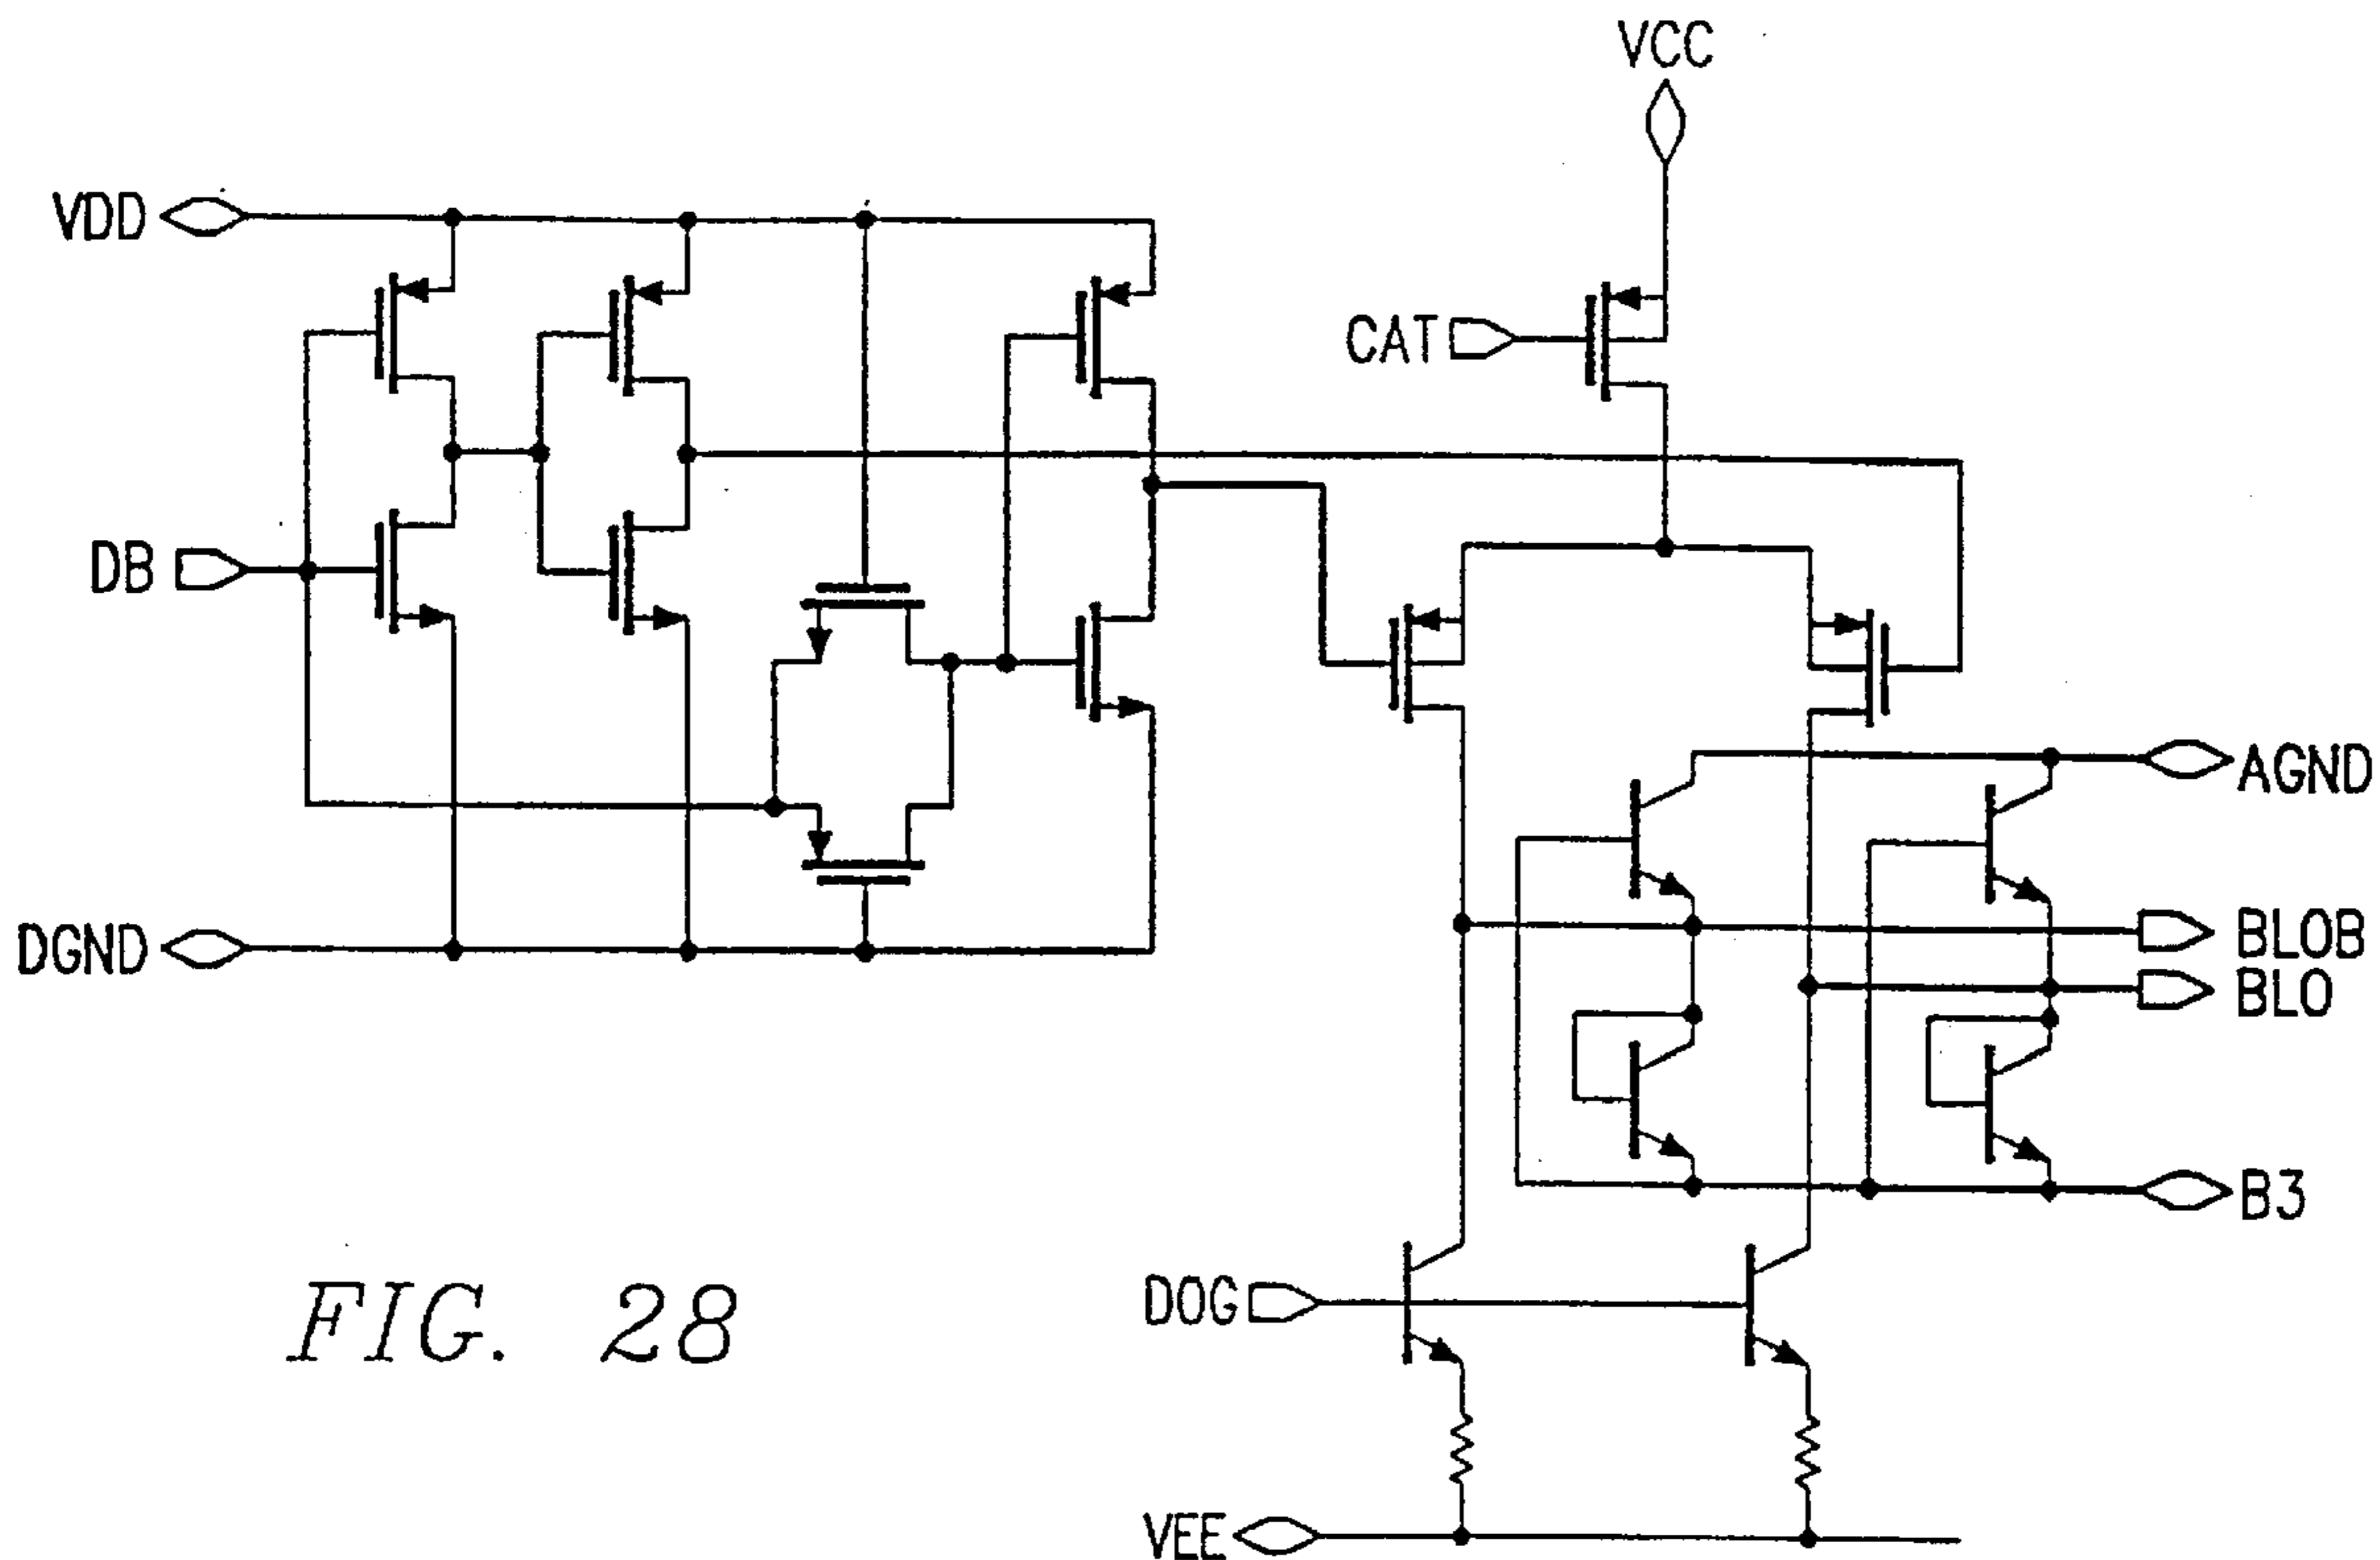 VCC
VDD
CAT
DB
AGND
DGND
BLOB
BLO
B3
DOG
FIG. 28
VEE